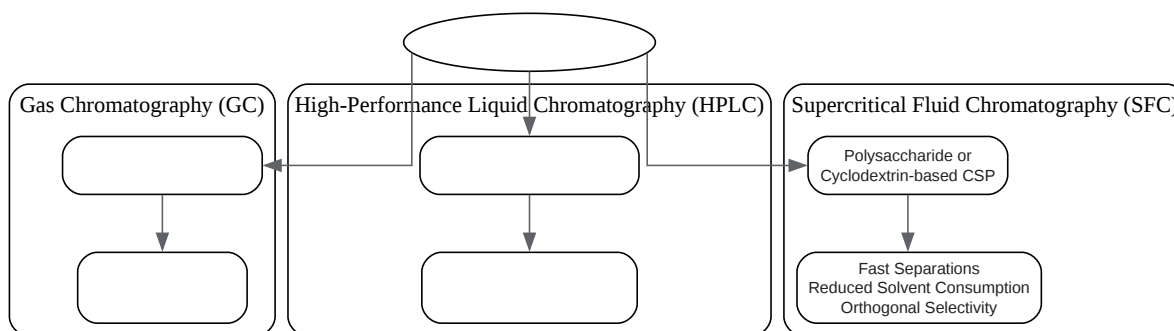 Gas Chromatography (GC)
High-Performance Liquid Chromatography (HPLC)
Supercritical Fluid Chromatography (SFC)
Polysaccharide or
Cyclodextrin-based CSP
Fast Separations
Reduced Solvent Consumption
Orthogonal Selectivity